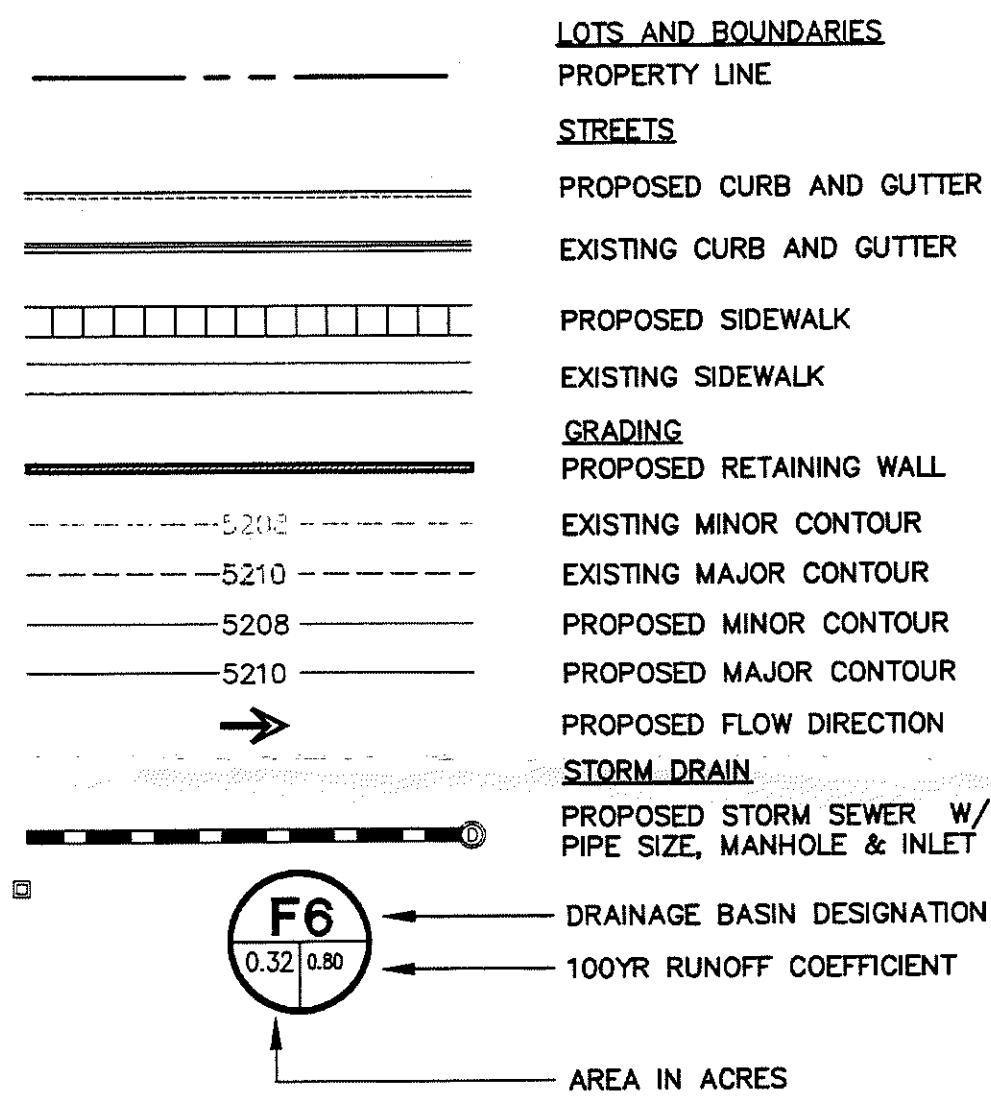 LOTS AND BOUNDARIES
PROPERTY LINE
STREETS
PROPOSED CURB AND GUTTER
EXISTING CURB AND GUTTER
PROPOSED SIDEWALK
EXISTING SIDEWALK
GRADING
PROPOSED RETAINING WALL
5208 EXISTING MINOR CONTOUR
5210 EXISTING MAJOR CONTOUR
5208 PROPOSED MINOR CONTOUR
5210 PROPOSED MAJOR CONTOUR
PROPOSED FLOW DIRECTION
STORM DRAIN
PROPOSED STORM SEWER W/
D PIPE SIZE, MANHOLE & INLET
F6 DRAINAGE BASIN DESIGNATION
0.32 0.80 100YR RUNOFF COEFFICIENT
AREA IN ACRES